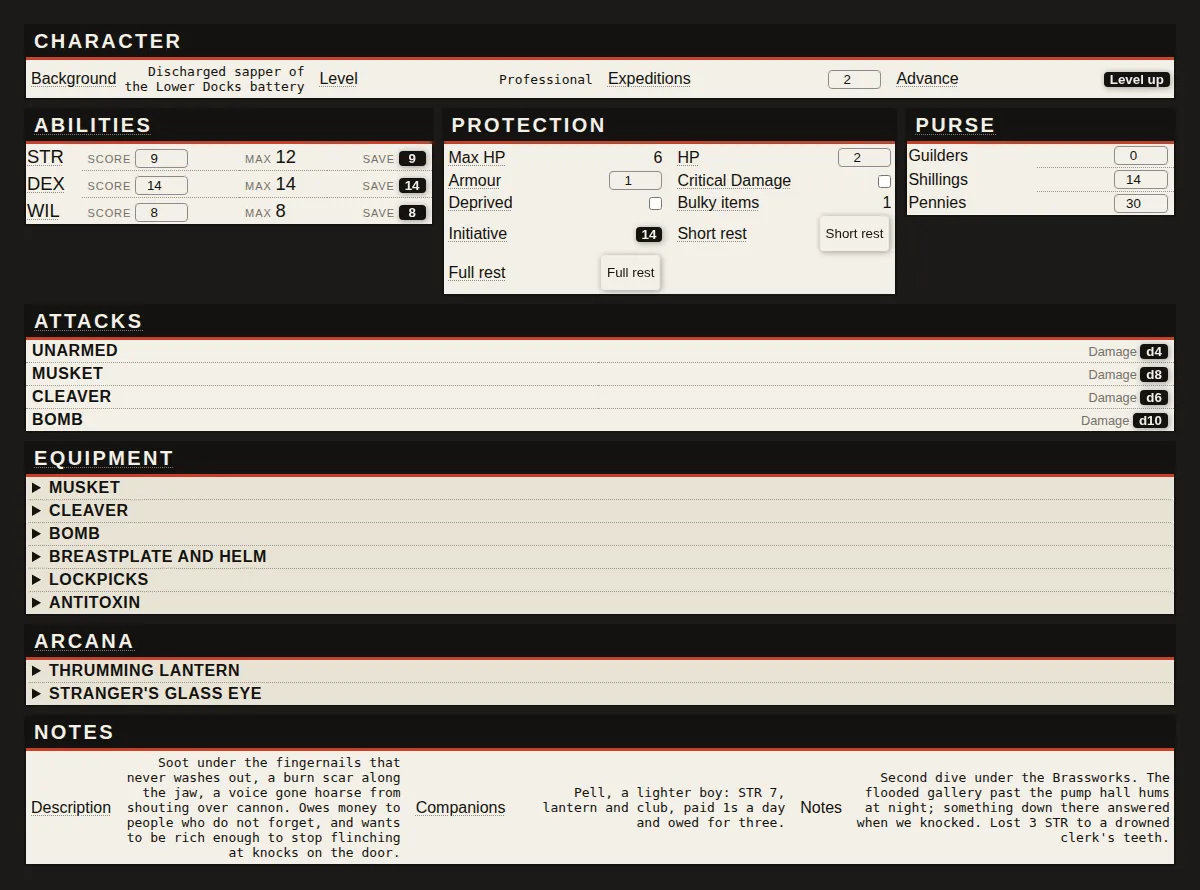 CHARACTER
Background Discharged sapper of the Lower Docks battery Level Professional Expeditions 2 Advance Level up
ABILITIES
STR SCORE 9 MAX 12 SAVE 9
DEX SCORE 14 MAX 14 SAVE 14
WIL SCORE 8 MAX 8 SAVE 8
PROTECTION
Max HP 6 HP 2
Armour 1 Critical Damage
Deprived Bulky items 1
Initiative 14 Short rest Short rest
Full rest Full rest
PURSE
Guilders 0
Shillings 14
Pennies 30
ATTACKS
UNARMED Damage d4
MUSKET Damage d8
CLEAVER Damage d6
BOMB Damage d10
EQUIPMENT
MUSKET
CLEAVER
BOMB
BREASTPLATE AND HELM
LOCKPICKS
ANTITOXIN
ARCANA
THRUMMING LANTERN
STRANGER'S GLASS EYE
NOTES
Description
Soot under the fingernails that
never washes out, a burn scar along
the jaw, a voice gone hoarse from
shouting over cannon. Owes money to
people who do not forget, and wants
to be rich enough to stop flinching
at knocks on the door.
Companions
Pell, a lighter boy: STR 7,
lantern and club, paid 1s a day
and owed for three.
Notes
Second dive under the Brassworks. The
flooded gallery past the pump hall hums
at night; something down there answered
when we knocked. Lost 3 STR to a drowned
clerk's teeth.